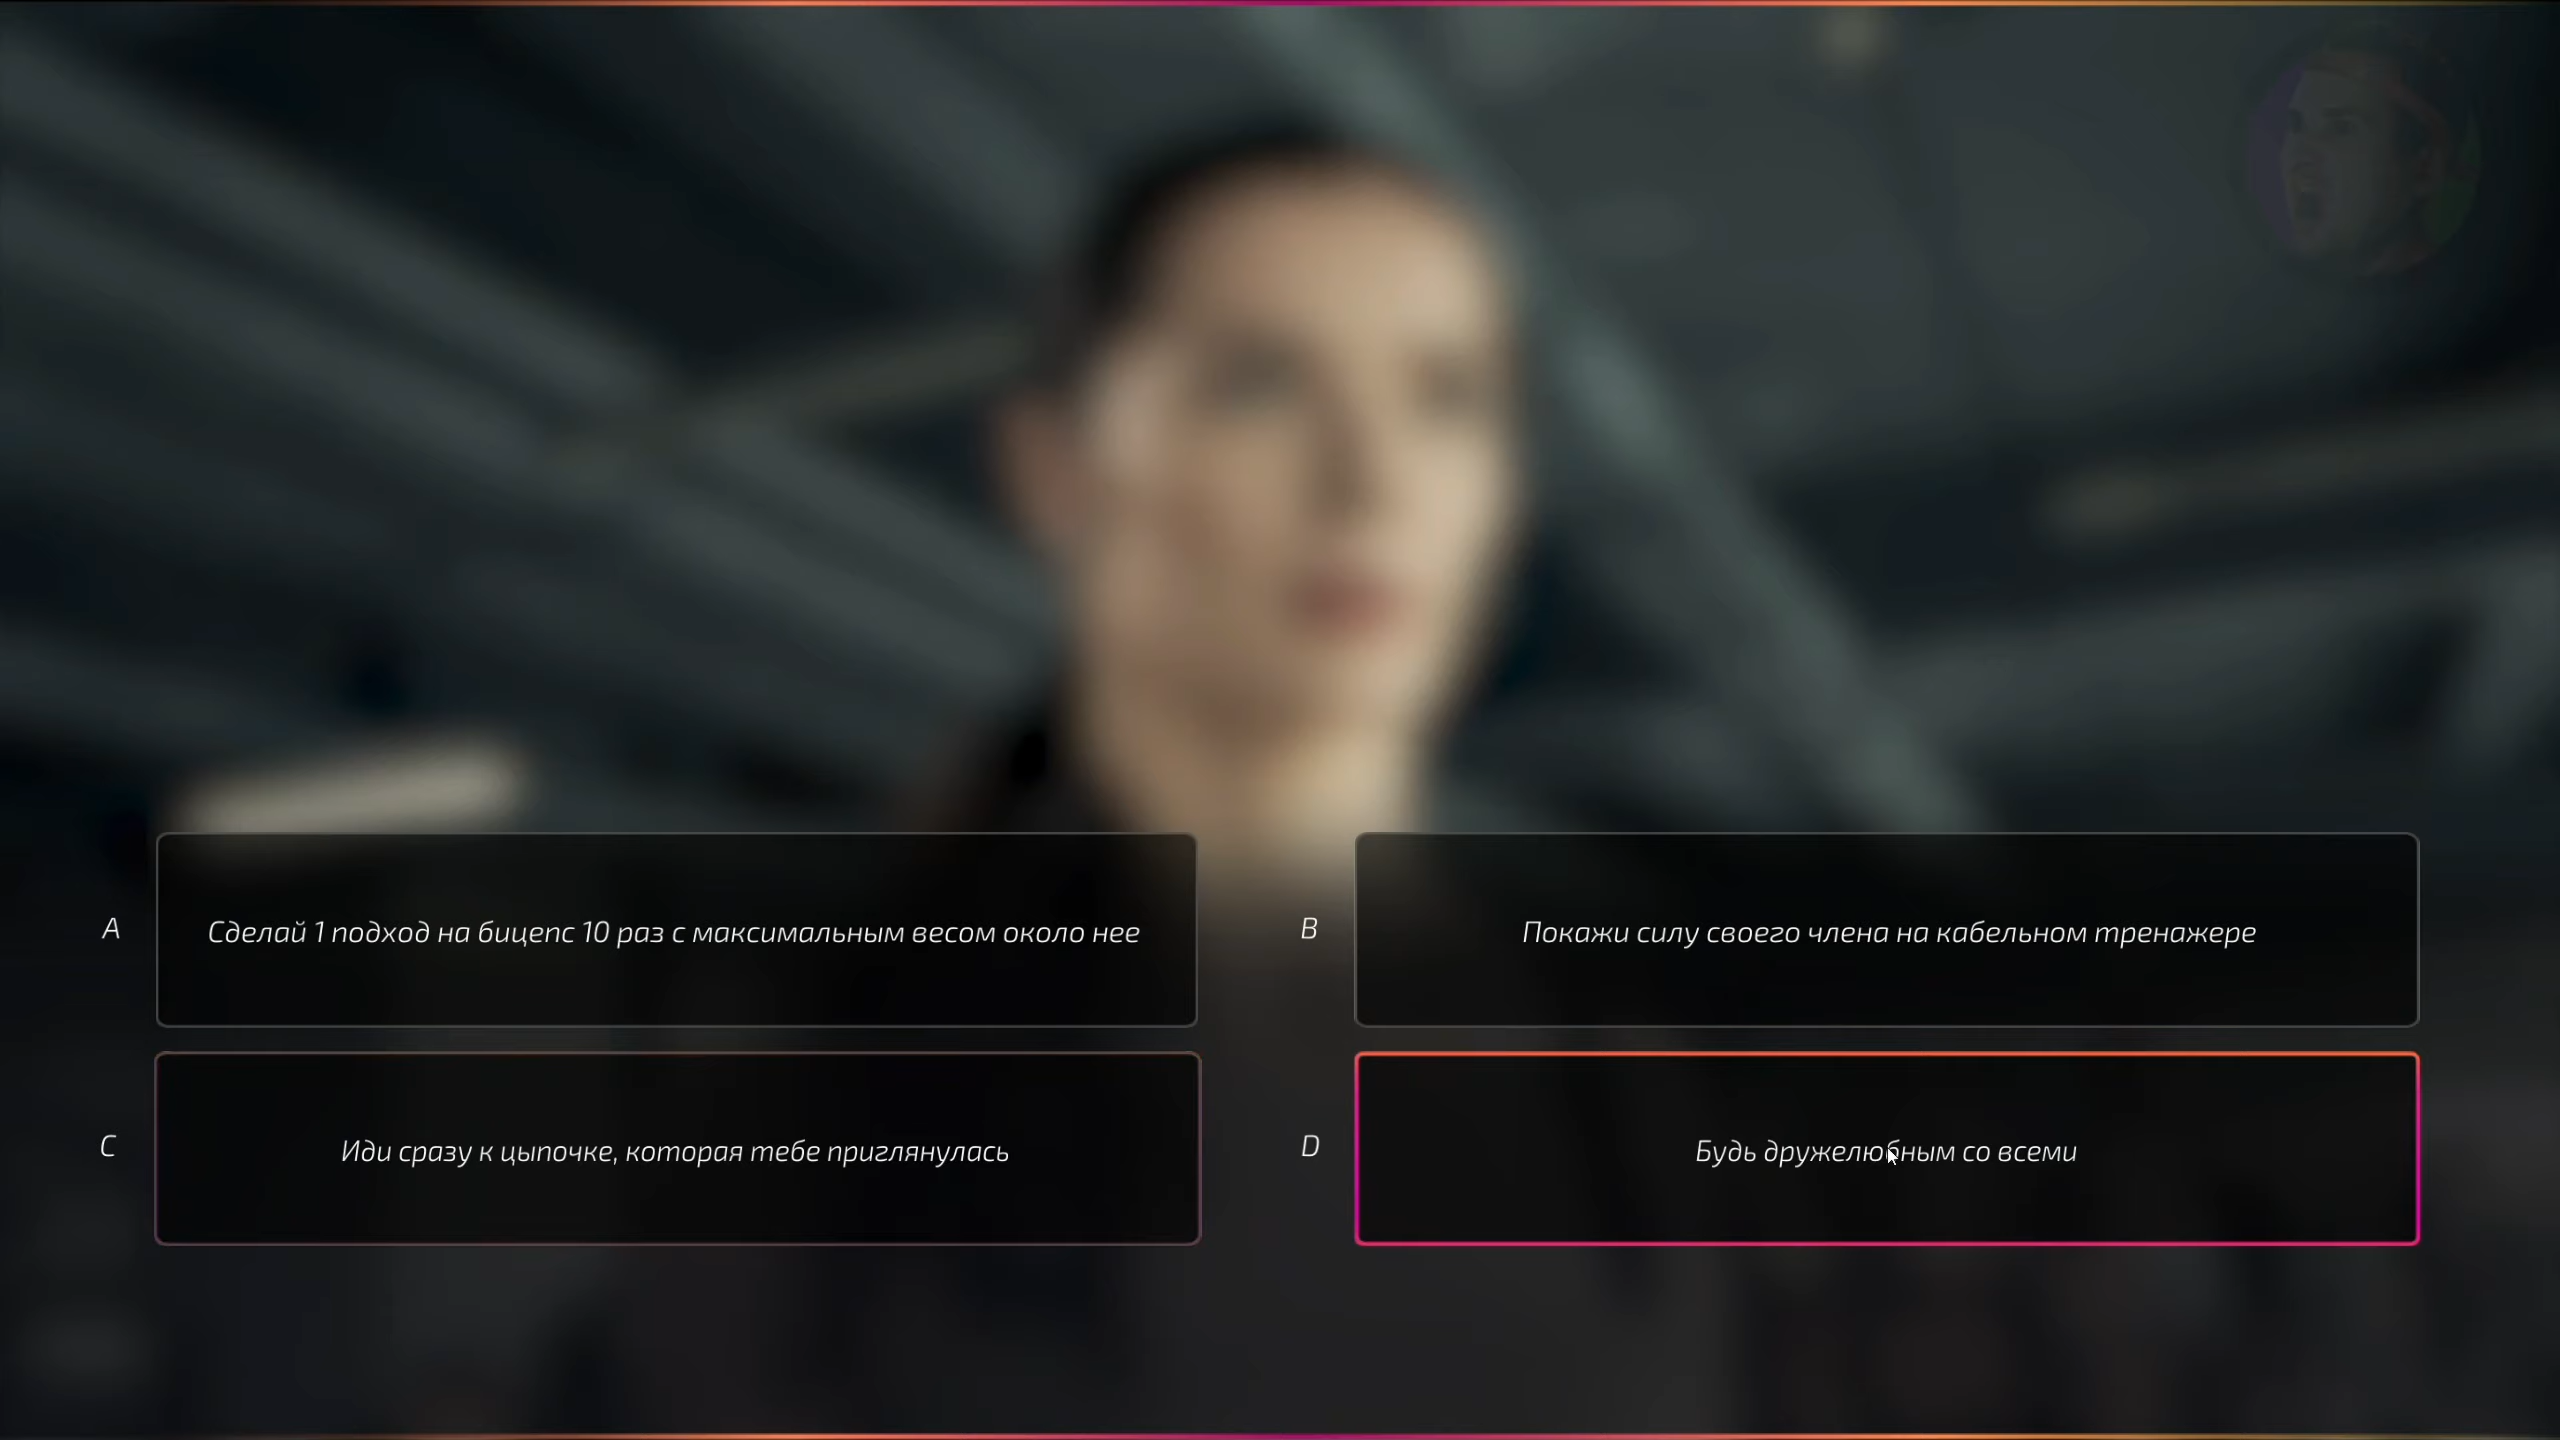 A
Сделай 1 подход на бицепс 10 раз с максимальным весом около нее
B
Покажи силу своего члена на кабельном тренажере
C
Иди сразу к цыпочке, которая тебе приглянулась
D
Будь дружелюбным со всеми